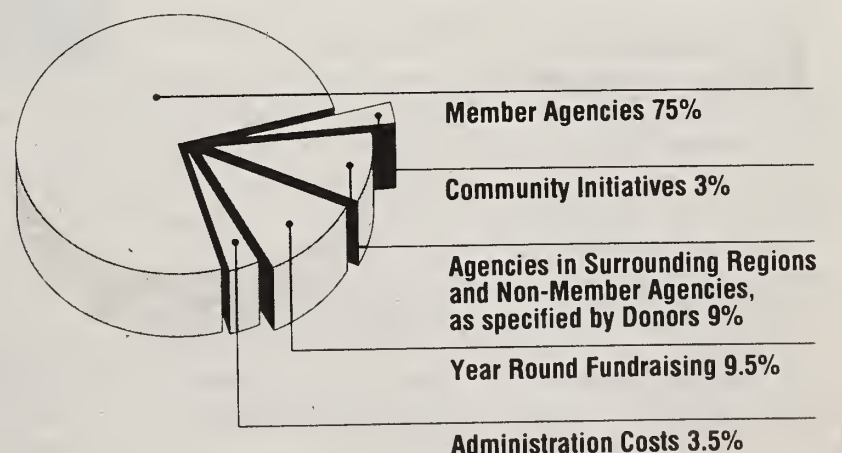 Member Agencies 75%
Community Initiatives 3%
Agencies in Surrounding Regions
and Non-Member Agencies,
as specified by Donors 9%
Year Round Fundraising 9.5%
Administration Costs 3.5%